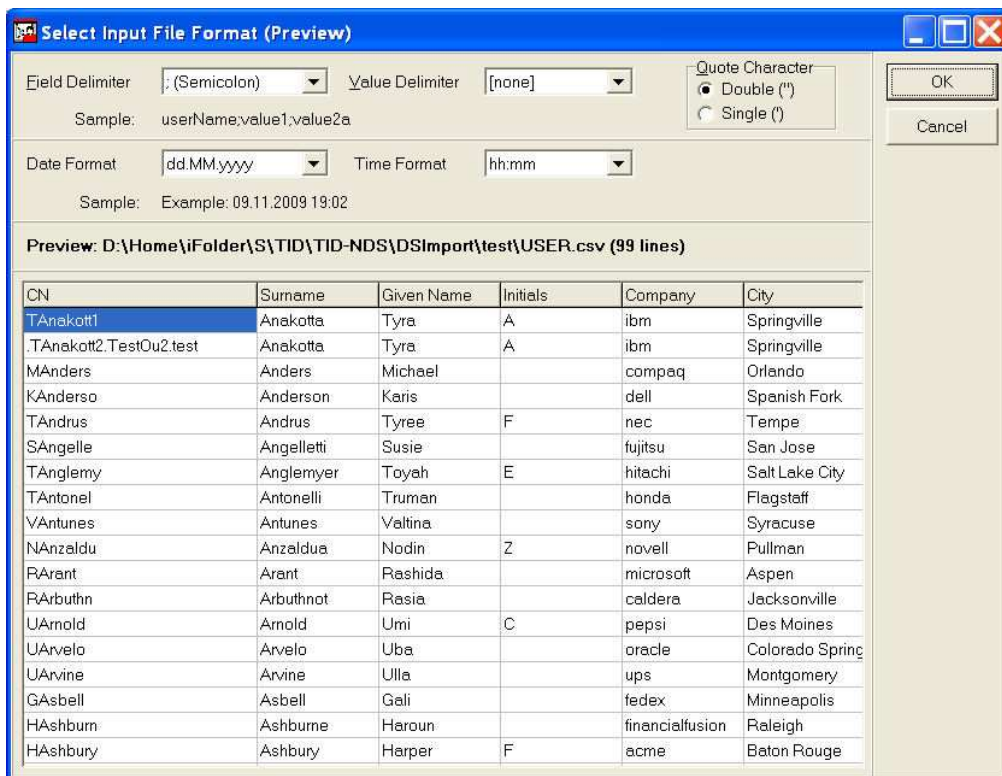 Select Input File Format (Preview)
Field Delimiter ; (Semicolon) Value Delimiter [none] Quote Character OK
Double (")
Sample: userName;value1;value2a Single (') Cancel
Date Format dd.MM.yyyy Time Format hh:mm
Sample: Example: 09.11.2009 19:02
Preview: D:\Home\iFolder\S\TID\TID-NDS\DSImport\test\USER.csv (99 lines)
CN Surname Given Name Initials Company City
TAnakott1 Anakotta Tyra A ibm Springville
.TAnakott2.TestOu2.test Anakotta Tyra A ibm Springville
MAnders Anders Michael compaq Orlando
KAnderso Anderson Karis dell Spanish Fork
TAndrus Andrus Tyree F nec Tempe
SAngelle Angelletti Susie fujitsu San Jose
TAnglemy Anglemyer Toyah E hitachi Salt Lake City
TAntonel Antonelli Truman honda Flagstaff
VAntunes Antunes Valtina sony Syracuse
NAnzaldu Anzaldua Nodin Z novell Pullman
RArant Arant Rashida microsoft Aspen
RArbuthn Arbuthnot Rasia caldera Jacksonville
UArnold Arnold Umi C pepsi Des Moines
UArvelo Arvelo Uba oracle Colorado Spring
UArvine Arvine Ulla ups Montgomery
GAsbell Asbell Gali fedex Minneapolis
HAshburn Ashburne Haroun financialfusion Raleigh
HAshbury Ashbury Harper F acme Baton Rouge